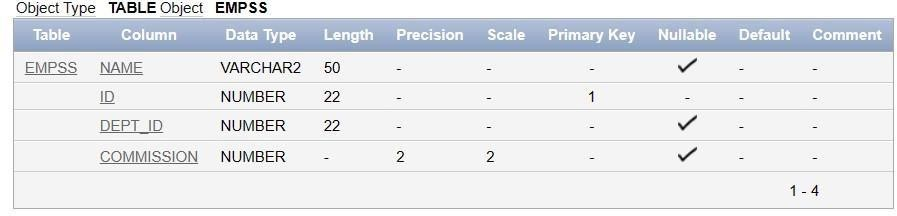 Object Type TABLE Object EMPSS
Table Column Data Type Length Precision Scale Primary Key Nullable Default Comment
EMPSS NAME VARCHAR2 50 - - - ✓ - -
ID NUMBER 22 - - 1 - - -
DEPT_ID NUMBER 22 - - - ✓ - -
COMMISSION NUMBER - 2 2 - ✓ - -
1 - 4